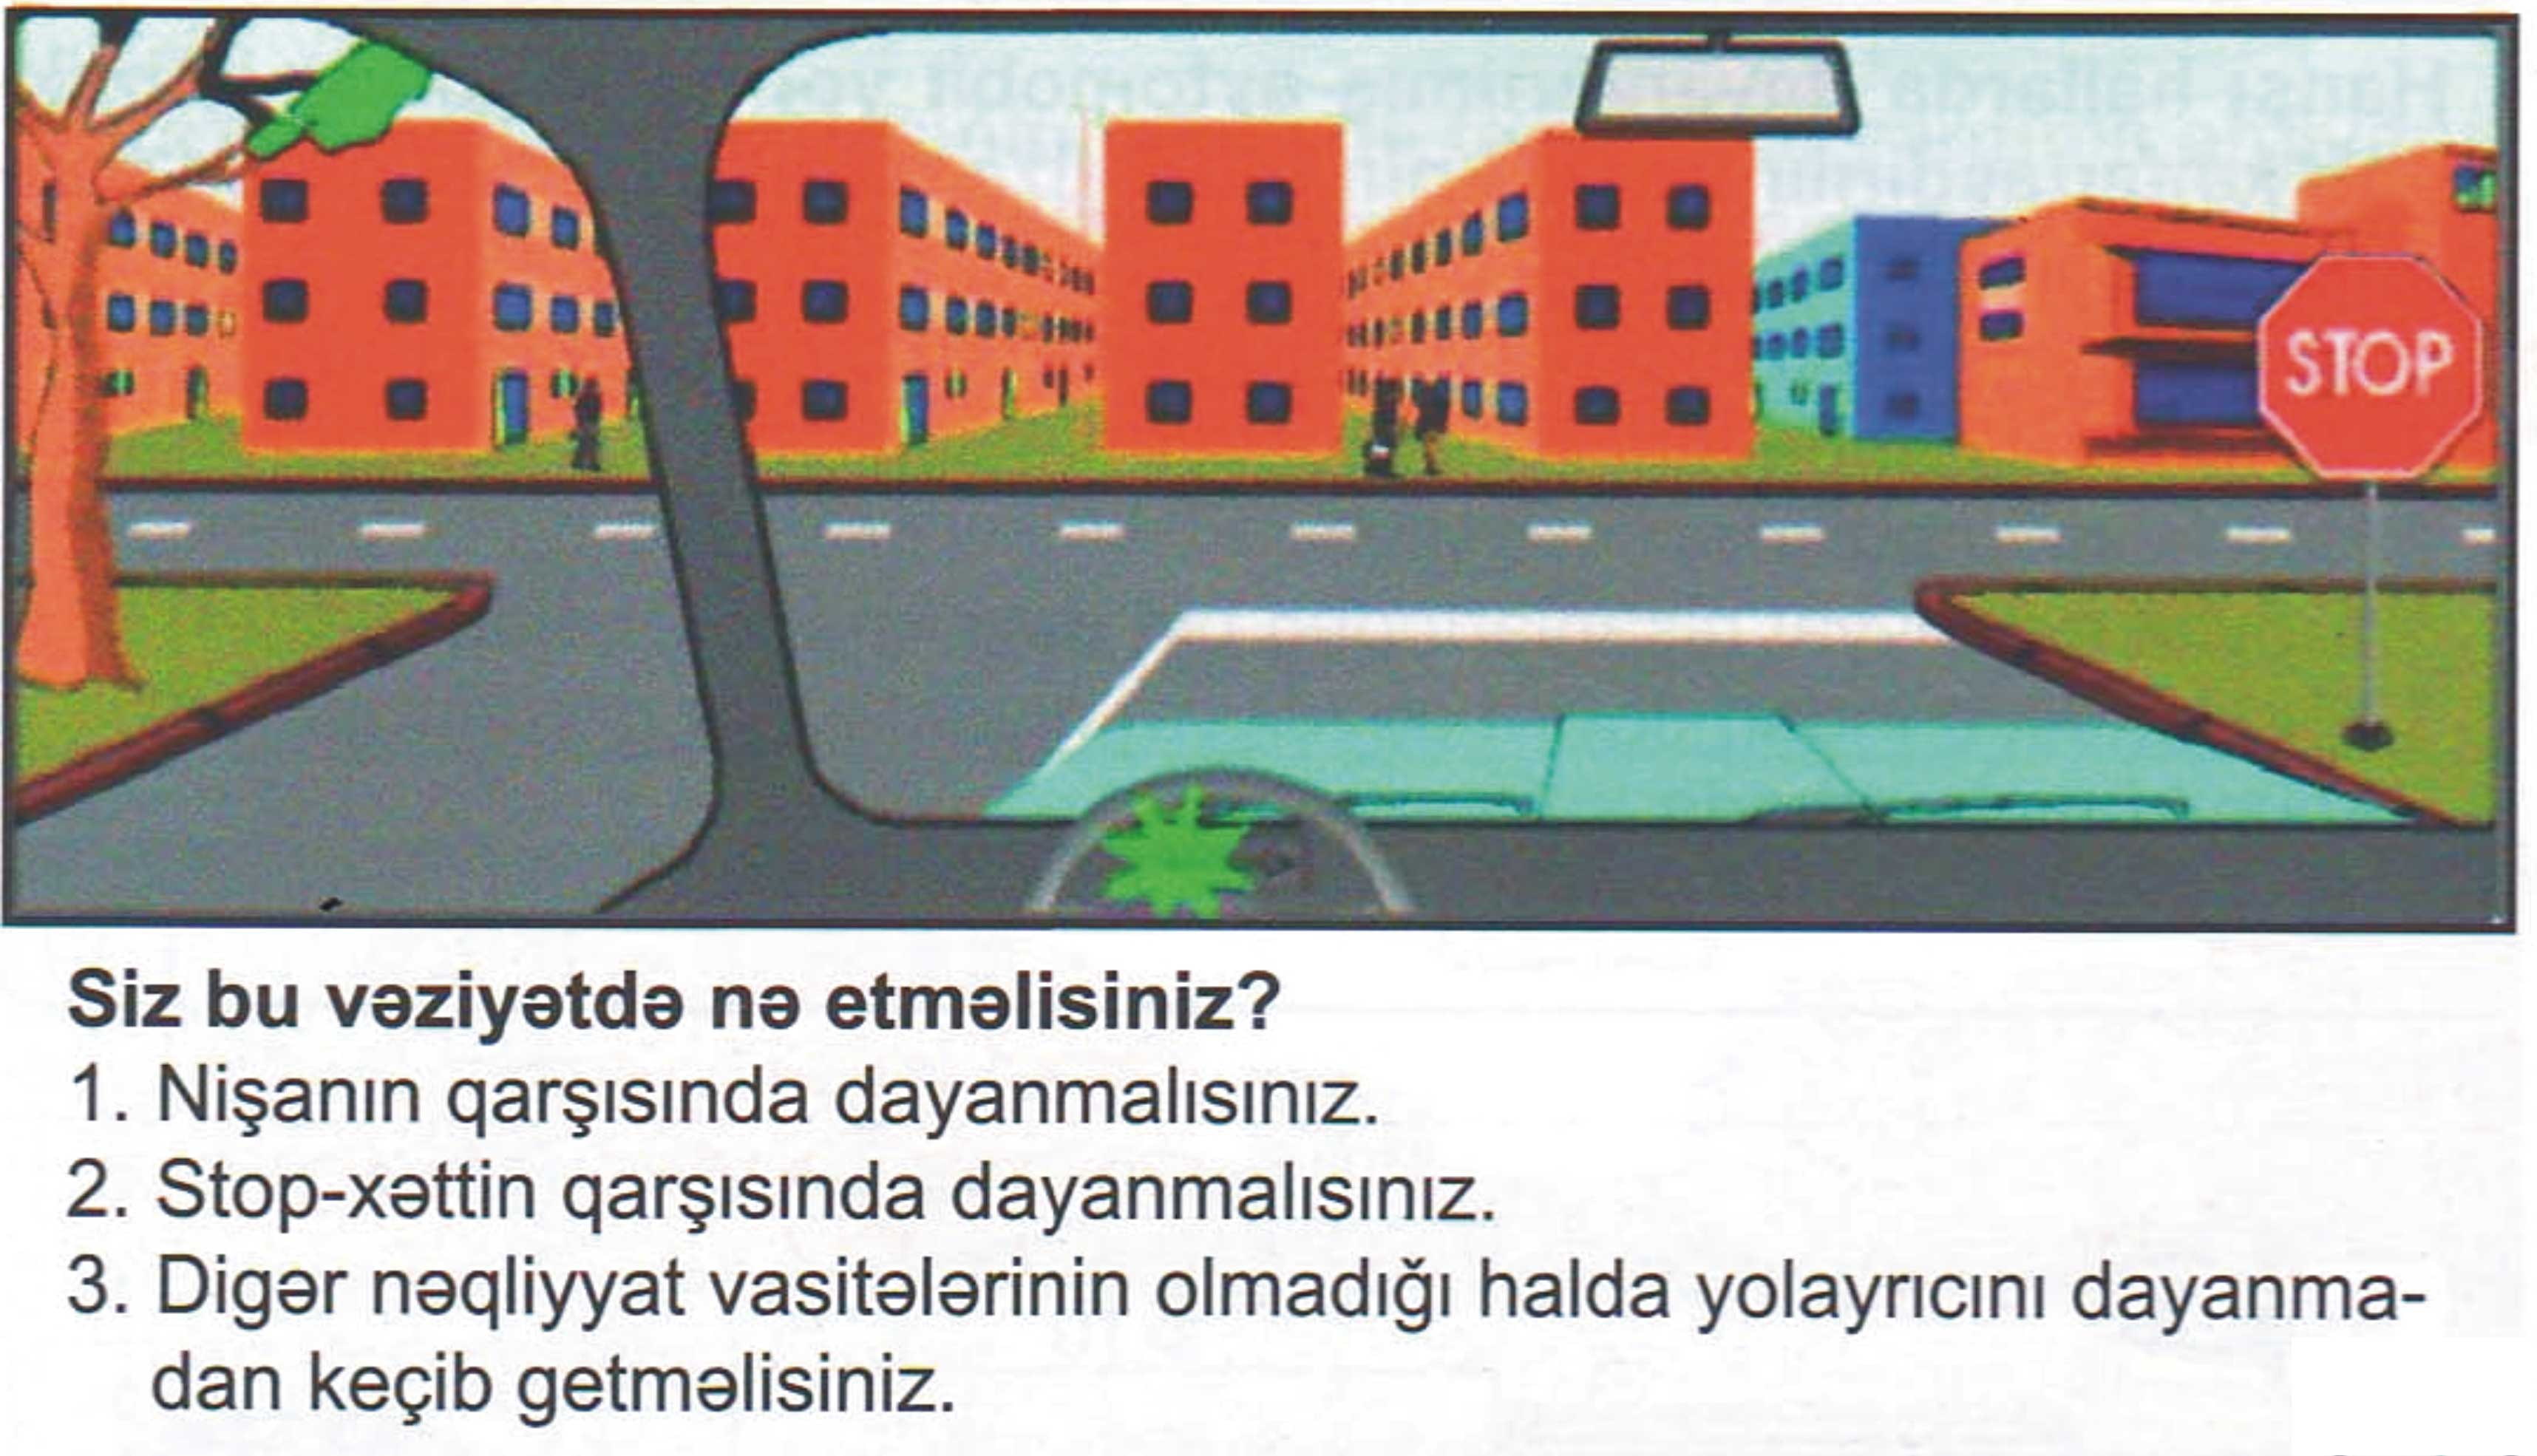 STOP
Siz bu vəziyətdə nə etməlisiniz?
1. Nişanın qarşısında dayanmalısınız.
2. Stop-xəttin qarşısında dayanmalısınız.
3. Digər nəqliyyat vasitələrinin olmadığı halda yolayrıcını dayanma-
dan keçib getməlisiniz.